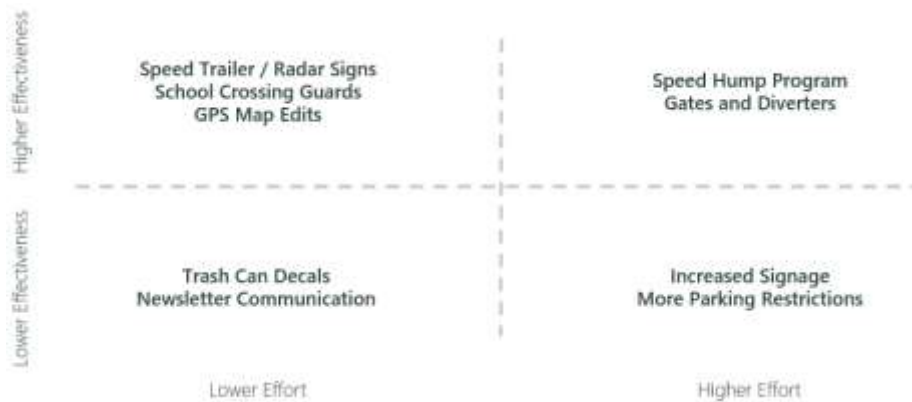 Higher Effectiveness
Speed Trailer / Radar Signs
School Crossing Guards
GPS Map Edits
Speed Hump Program
Gates and Diverters
Lower Effectiveness
Trash Can Decals
Newsletter Communication
Increased Signage
More Parking Restrictions
Lower Effort
Higher Effort